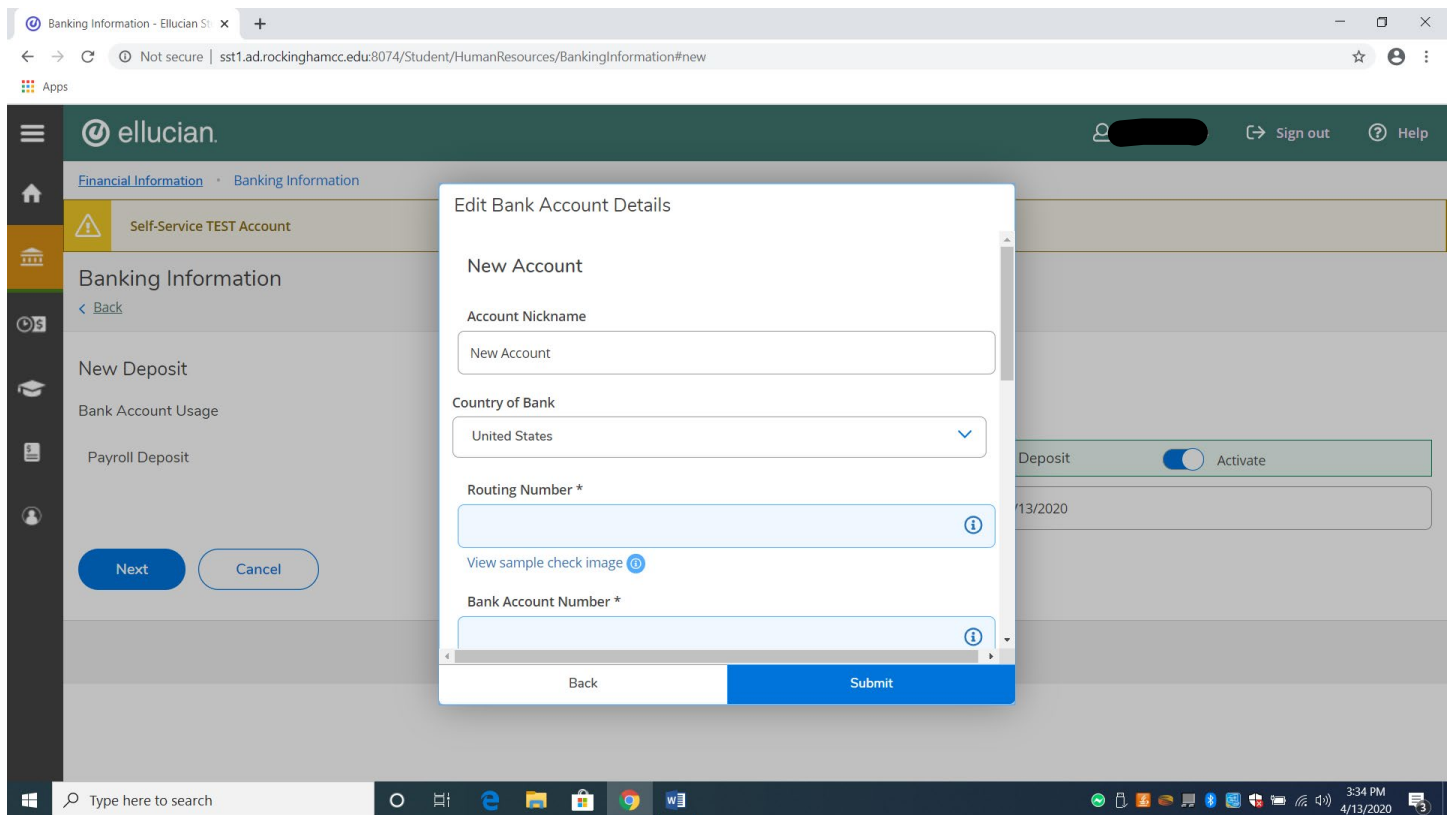 Banking Information - Ellucian St
Not secure | sst1.ad.rockinghamcc.edu:8074/Student/HumanResources/BankingInformation#new
Apps
ellucian.
Sign out
Help
Financial Information · Banking Information
Self-Service TEST Account
Banking Information
Back
New Deposit
Bank Account Usage
Payroll Deposit
Deposit
Activate
/13/2020
Next
Cancel
Edit Bank Account Details
New Account
Account Nickname
New Account
Country of Bank
United States
Routing Number *
View sample check image
Bank Account Number *
Back
Submit
Type here to search
3:34 PM
4/13/2020
3